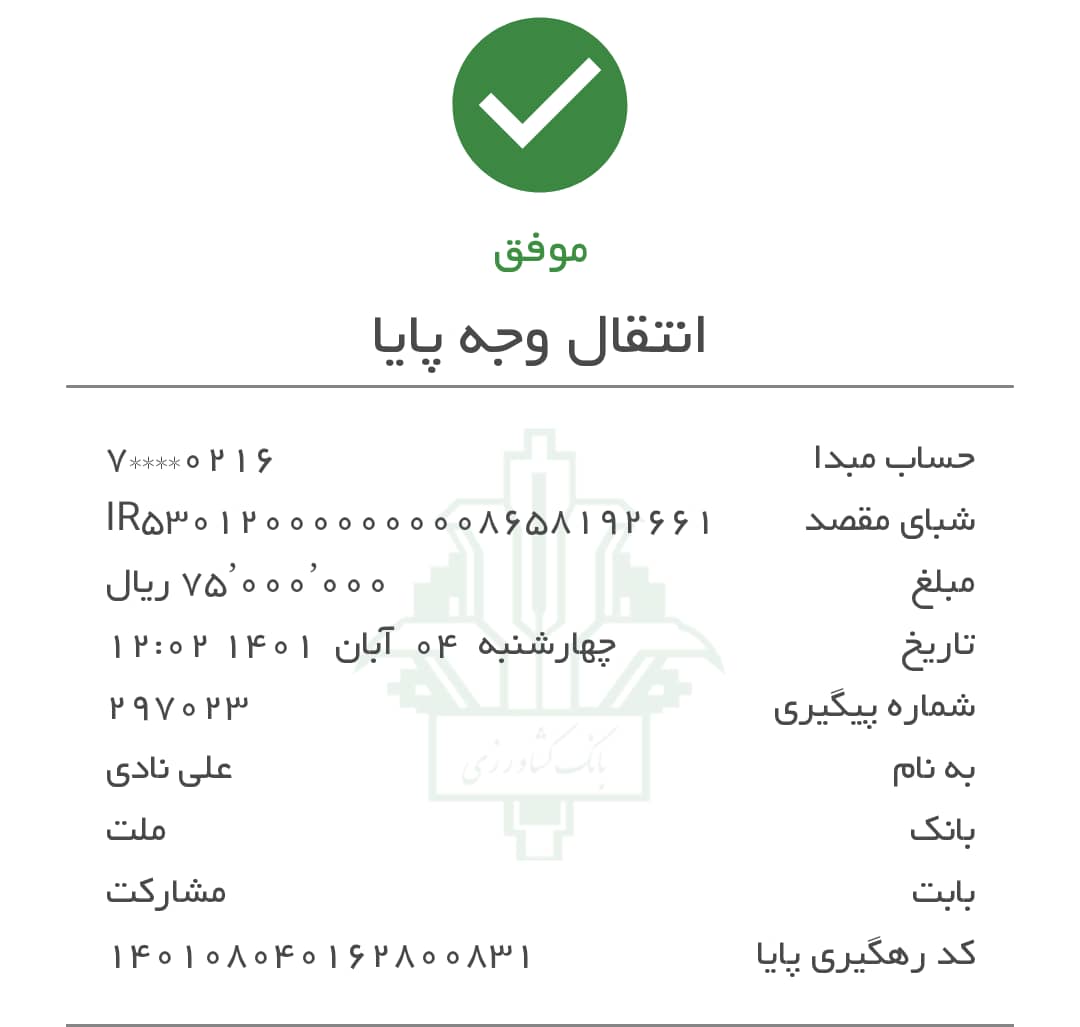 موفق
انتقال وجه پایا
حساب مبدا ۷****۰۲۱۶
شبای مقصد IR۵۳۰۱۲۰۰۰۰۰۰۰۰۰۰۸۶۵۸۱۹۲۶۶۱
مبلغ ۷۵٬۰۰۰٬۰۰۰ ریال
تاریخ چهارشنبه ۰۴ آبان ۱۴۰۱ ۱۲:۰۲
شماره پیگیری ۲۹۷۰۲۳
به نام علی نادی
بانک ملت
بابت مشارکت
بانک کشاورزی
کد رهگیری پایا ۱۴۰۱۰۸۰۴۰۱۶۲۸۰۰۸۳۱